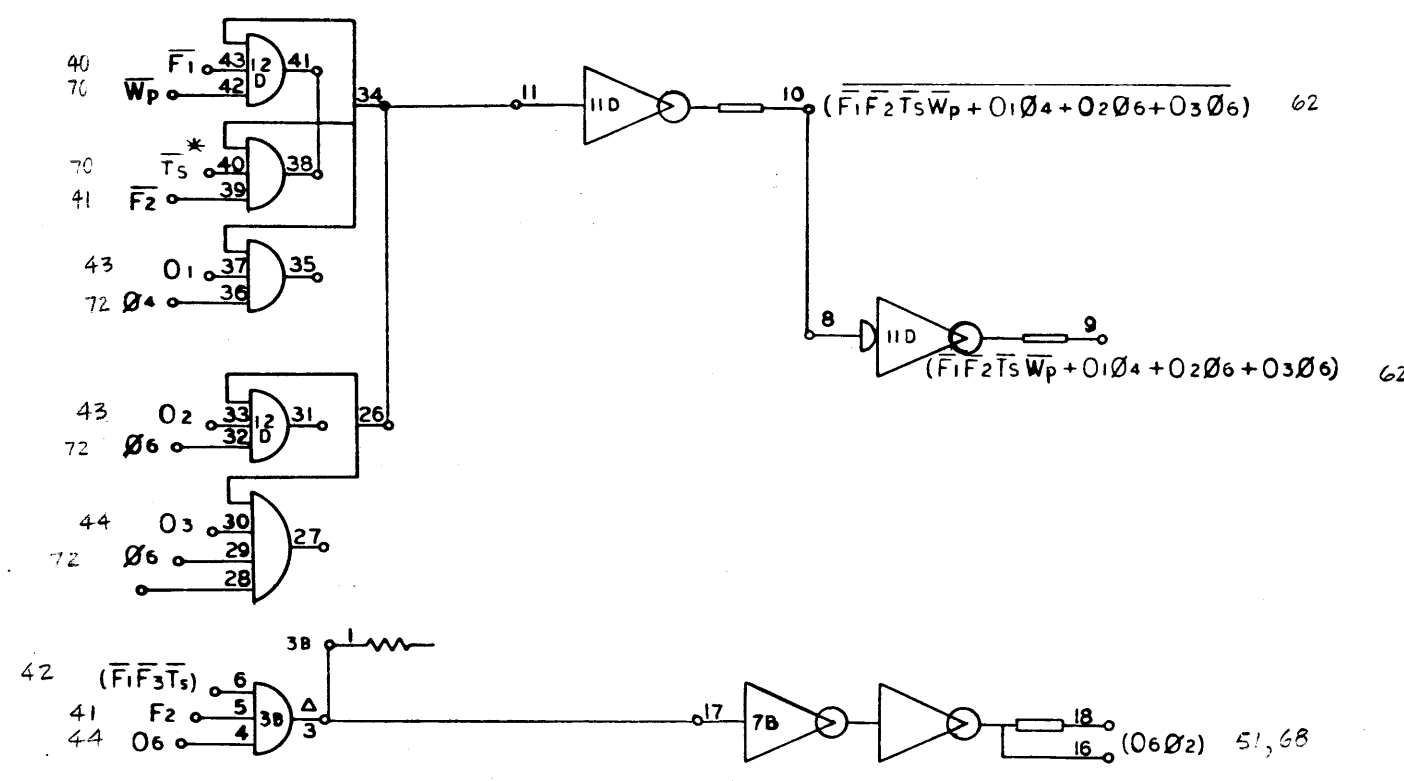 40 F̅1 43 12 D 41
70 W̅p 42
34 11 11D 10 (F̅1F̅2T̅SW̅p + O1Ø4 + O2Ø6 + O3Ø6)‾ 62
70 T̅S* 40 38
41 F̅2 39
43 O1 37 35
72 Ø4 36
8 11D 9
(F̅1F̅2T̅SW̅p + O1Ø4 + O2Ø6 + O3Ø6) 62
43 O2 33 12 D 31 26
72 Ø6 32
44 O3 30 27
72 Ø6 29
28
3B 1
42 (F̅1F̅3T̅s) 6
41 F2 5 3B Δ 3 17 7B 18
44 O6 4 16 (O6Ø2) 51,68